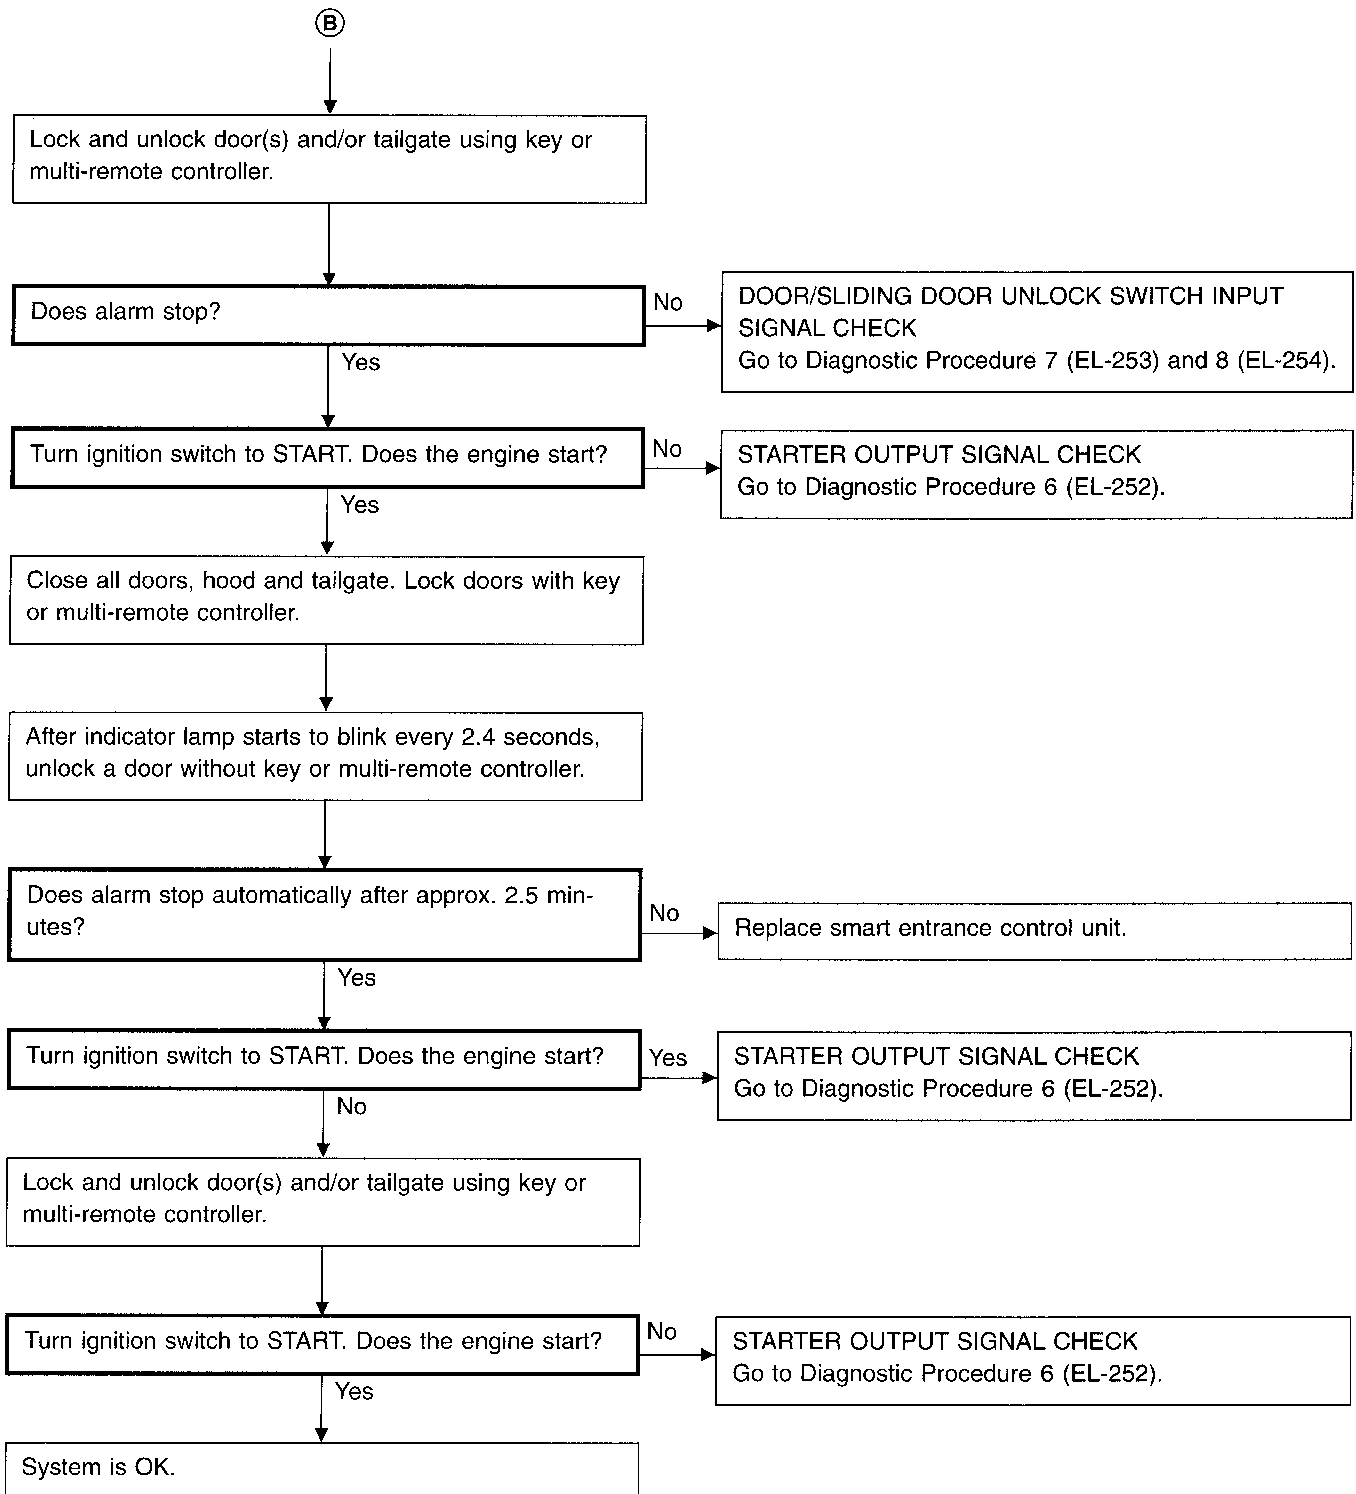 B
Lock and unlock door(s) and/or tailgate using key or
multi-remote controller.
Does alarm stop?
No
DOOR/SLIDING DOOR UNLOCK SWITCH INPUT
SIGNAL CHECK
Go to Diagnostic Procedure 7 (EL-253) and 8 (EL-254).
Yes
Turn ignition switch to START. Does the engine start?
No
STARTER OUTPUT SIGNAL CHECK
Go to Diagnostic Procedure 6 (EL-252).
Yes
Close all doors, hood and tailgate. Lock doors with key
or multi-remote controller.
After indicator lamp starts to blink every 2.4 seconds,
unlock a door without key or multi-remote controller.
Does alarm stop automatically after approx. 2.5 min-
utes?
No
Replace smart entrance control unit.
Yes
Turn ignition switch to START. Does the engine start?
Yes
STARTER OUTPUT SIGNAL CHECK
Go to Diagnostic Procedure 6 (EL-252).
No
Lock and unlock door(s) and/or tailgate using key or
multi-remote controller.
Turn ignition switch to START. Does the engine start?
No
STARTER OUTPUT SIGNAL CHECK
Go to Diagnostic Procedure 6 (EL-252).
Yes
System is OK.